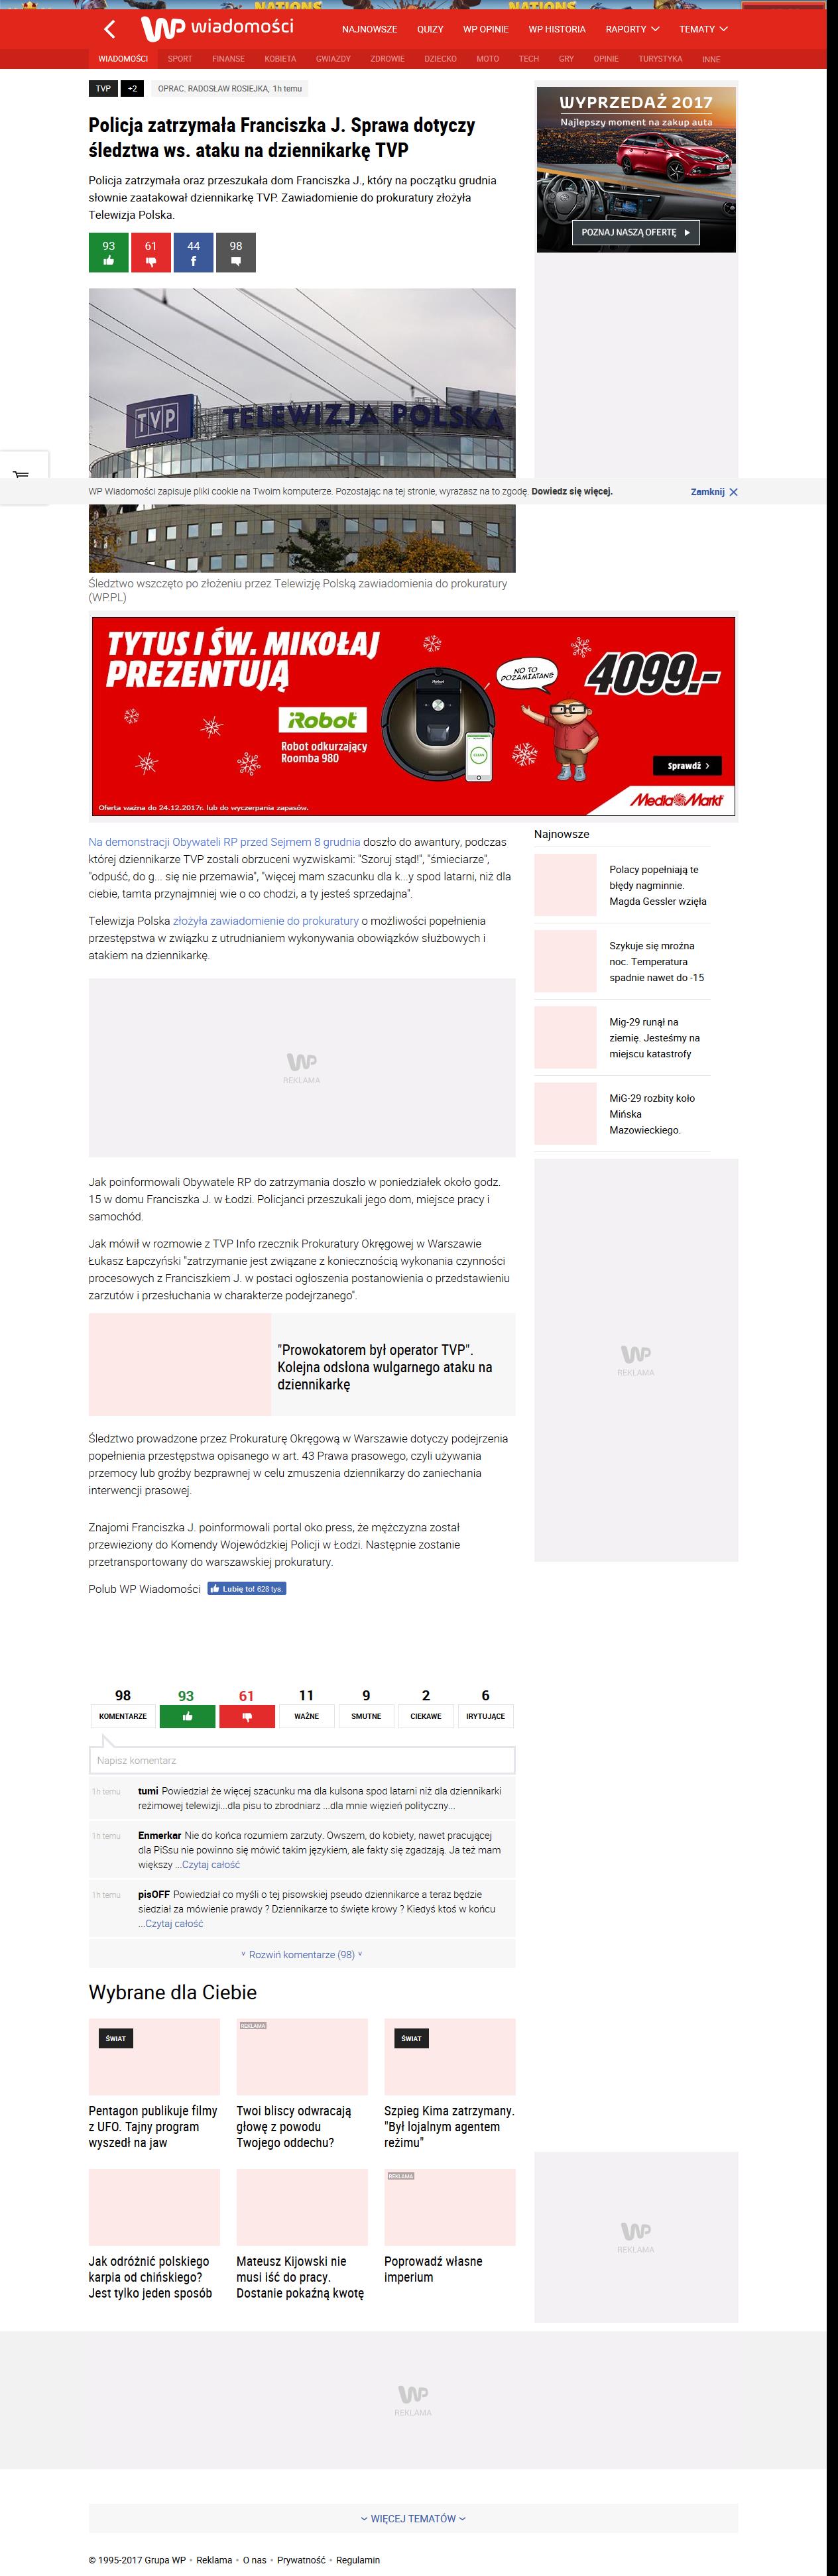 NATIONS NATIONS
WP wiadomości
NAJNOWSZE QUIZY WP OPINIE WP HISTORIA RAPORTY TEMATY
WIADOMOŚCI SPORT FINANSE KOBIETA GWIAZDY ZDROWIE DZIECKO MOTO TECH GRY OPINIE TURYSTYKA INNE
TVP +2 OPRAC. RADOSŁAW ROSIEJKA, 1h temu
Policja zatrzymała Franciszka J. Sprawa dotyczy
śledztwa ws. ataku na dziennikarkę TVP
Policja zatrzymała oraz przeszukała dom Franciszka J., który na początku grudnia
słownie zaatakował dziennikarkę TVP. Zawiadomienie do prokuratury złożyła
Telewizja Polska.
93 61 44 98
WYPRZEDAŻ 2017
Najlepszy moment na zakup auta
POZNAJ NASZĄ OFERTĘ
TVP TELEWIZJA POLSKA
WP Wiadomości zapisuje pliki cookie na Twoim komputerze. Pozostając na tej stronie, wyrażasz na to zgodę. Dowiedz się więcej.
Zamknij
Śledztwo wszczęto po złożeniu przez Telewizję Polską zawiadomienia do prokuratury
(WP.PL)
TYTUS I ŚW. MIKOŁAJ
PREZENTUJĄ
iRobot
Robot odkurzający
Roomba 980
NO TO
POZAMIATANE
4099.-
Sprawdź
Oferta ważna do 24.12.2017r. lub do wyczerpania zapasów.
Media Markt
Na demonstracji Obywateli RP przed Sejmem 8 grudnia doszło do awantury, podczas
której dziennikarze TVP zostali obrzuceni wyzwiskami: "Szoruj stąd!", "śmieciarze",
"odpuść, do g... się nie przemawia", "więcej mam szacunku dla k...y spod latarni, niż dla
ciebie, tamta przynajmniej wie o co chodzi, a ty jesteś sprzedajna".
Telewizja Polska złożyła zawiadomienie do prokuratury o możliwości popełnienia
przestępstwa w związku z utrudnianiem wykonywania obowiązków służbowych i
atakiem na dziennikarkę.
WP
REKLAMA
Najnowsze
Polacy popełniają te
błędy nagminnie.
Magda Gessler wzięła
Szykuje się mroźna
noc. Temperatura
spadnie nawet do -15
Mig-29 runął na
ziemię. Jesteśmy na
miejscu katastrofy
MiG-29 rozbity koło
Mińska
Mazowieckiego.
WP
REKLAMA
Jak poinformowali Obywatele RP do zatrzymania doszło w poniedziałek około godz.
15 w domu Franciszka J. w Łodzi. Policjanci przeszukali jego dom, miejsce pracy i
samochód.
Jak mówił w rozmowie z TVP Info rzecznik Prokuratury Okręgowej w Warszawie
Łukasz Łapczyński "zatrzymanie jest związane z koniecznością wykonania czynności
procesowych z Franciszkiem J. w postaci ogłoszenia postanowienia o przedstawieniu
zarzutów i przesłuchania w charakterze podejrzanego".
"Prowokatorem był operator TVP".
Kolejna odsłona wulgarnego ataku na
dziennikarkę
Śledztwo prowadzone przez Prokuraturę Okręgową w Warszawie dotyczy podejrzenia
popełnienia przestępstwa opisanego w art. 43 Prawa prasowego, czyli używania
przemocy lub groźby bezprawnej w celu zmuszenia dziennikarzy do zaniechania
interwencji prasowej.
Znajomi Franciszka J. poinformowali portal oko.press, że mężczyzna został
przewieziony do Komendy Wojewódzkiej Policji w Łodzi. Następnie zostanie
przetransportowany do warszawskiej prokuratury.
Polub WP Wiadomości Lubię to! 628 tys.
98 93 61 11 9 2 6
KOMENTARZE WAŻNE SMUTNE CIEKAWE IRYTUJĄCE
Napisz komentarz
1h temu tumi Powiedział że więcej szacunku ma dla kulsona spod latarni niż dla dziennikarki
reżimowej telewizji...dla pisu to zbrodniarz ...dla mnie więzień polityczny...
1h temu Enmerkar Nie do końca rozumiem zarzuty. Owszem, do kobiety, nawet pracującej
dla PiSsu nie powinno się mówić takim językiem, ale fakty się zgadzają. Ja też mam
większy ...Czytaj całość
1h temu pisOFF Powiedział co myśli o tej pisowskiej pseudo dziennikarce a teraz będzie
siedział za mówienie prawdy ? Dziennikarze to święte krowy ? Kiedyś ktoś w końcu
...Czytaj całość
Rozwiń komentarze (98)
Wybrane dla Ciebie
ŚWIAT REKLAMA ŚWIAT
Pentagon publikuje filmy
z UFO. Tajny program
wyszedł na jaw
Twoi bliscy odwracają
głowę z powodu
Twojego oddechu?
Szpieg Kima zatrzymany.
"Był lojalnym agentem
reżimu"
REKLAMA
Jak odróżnić polskiego
karpia od chińskiego?
Jest tylko jeden sposób
Mateusz Kijowski nie
musi iść do pracy.
Dostanie pokaźną kwotę
Poprowadź własne
imperium
WP
REKLAMA
WP
REKLAMA
WIĘCEJ TEMATÓW
© 1995-2017 Grupa WP • Reklama • O nas • Prywatność • Regulamin